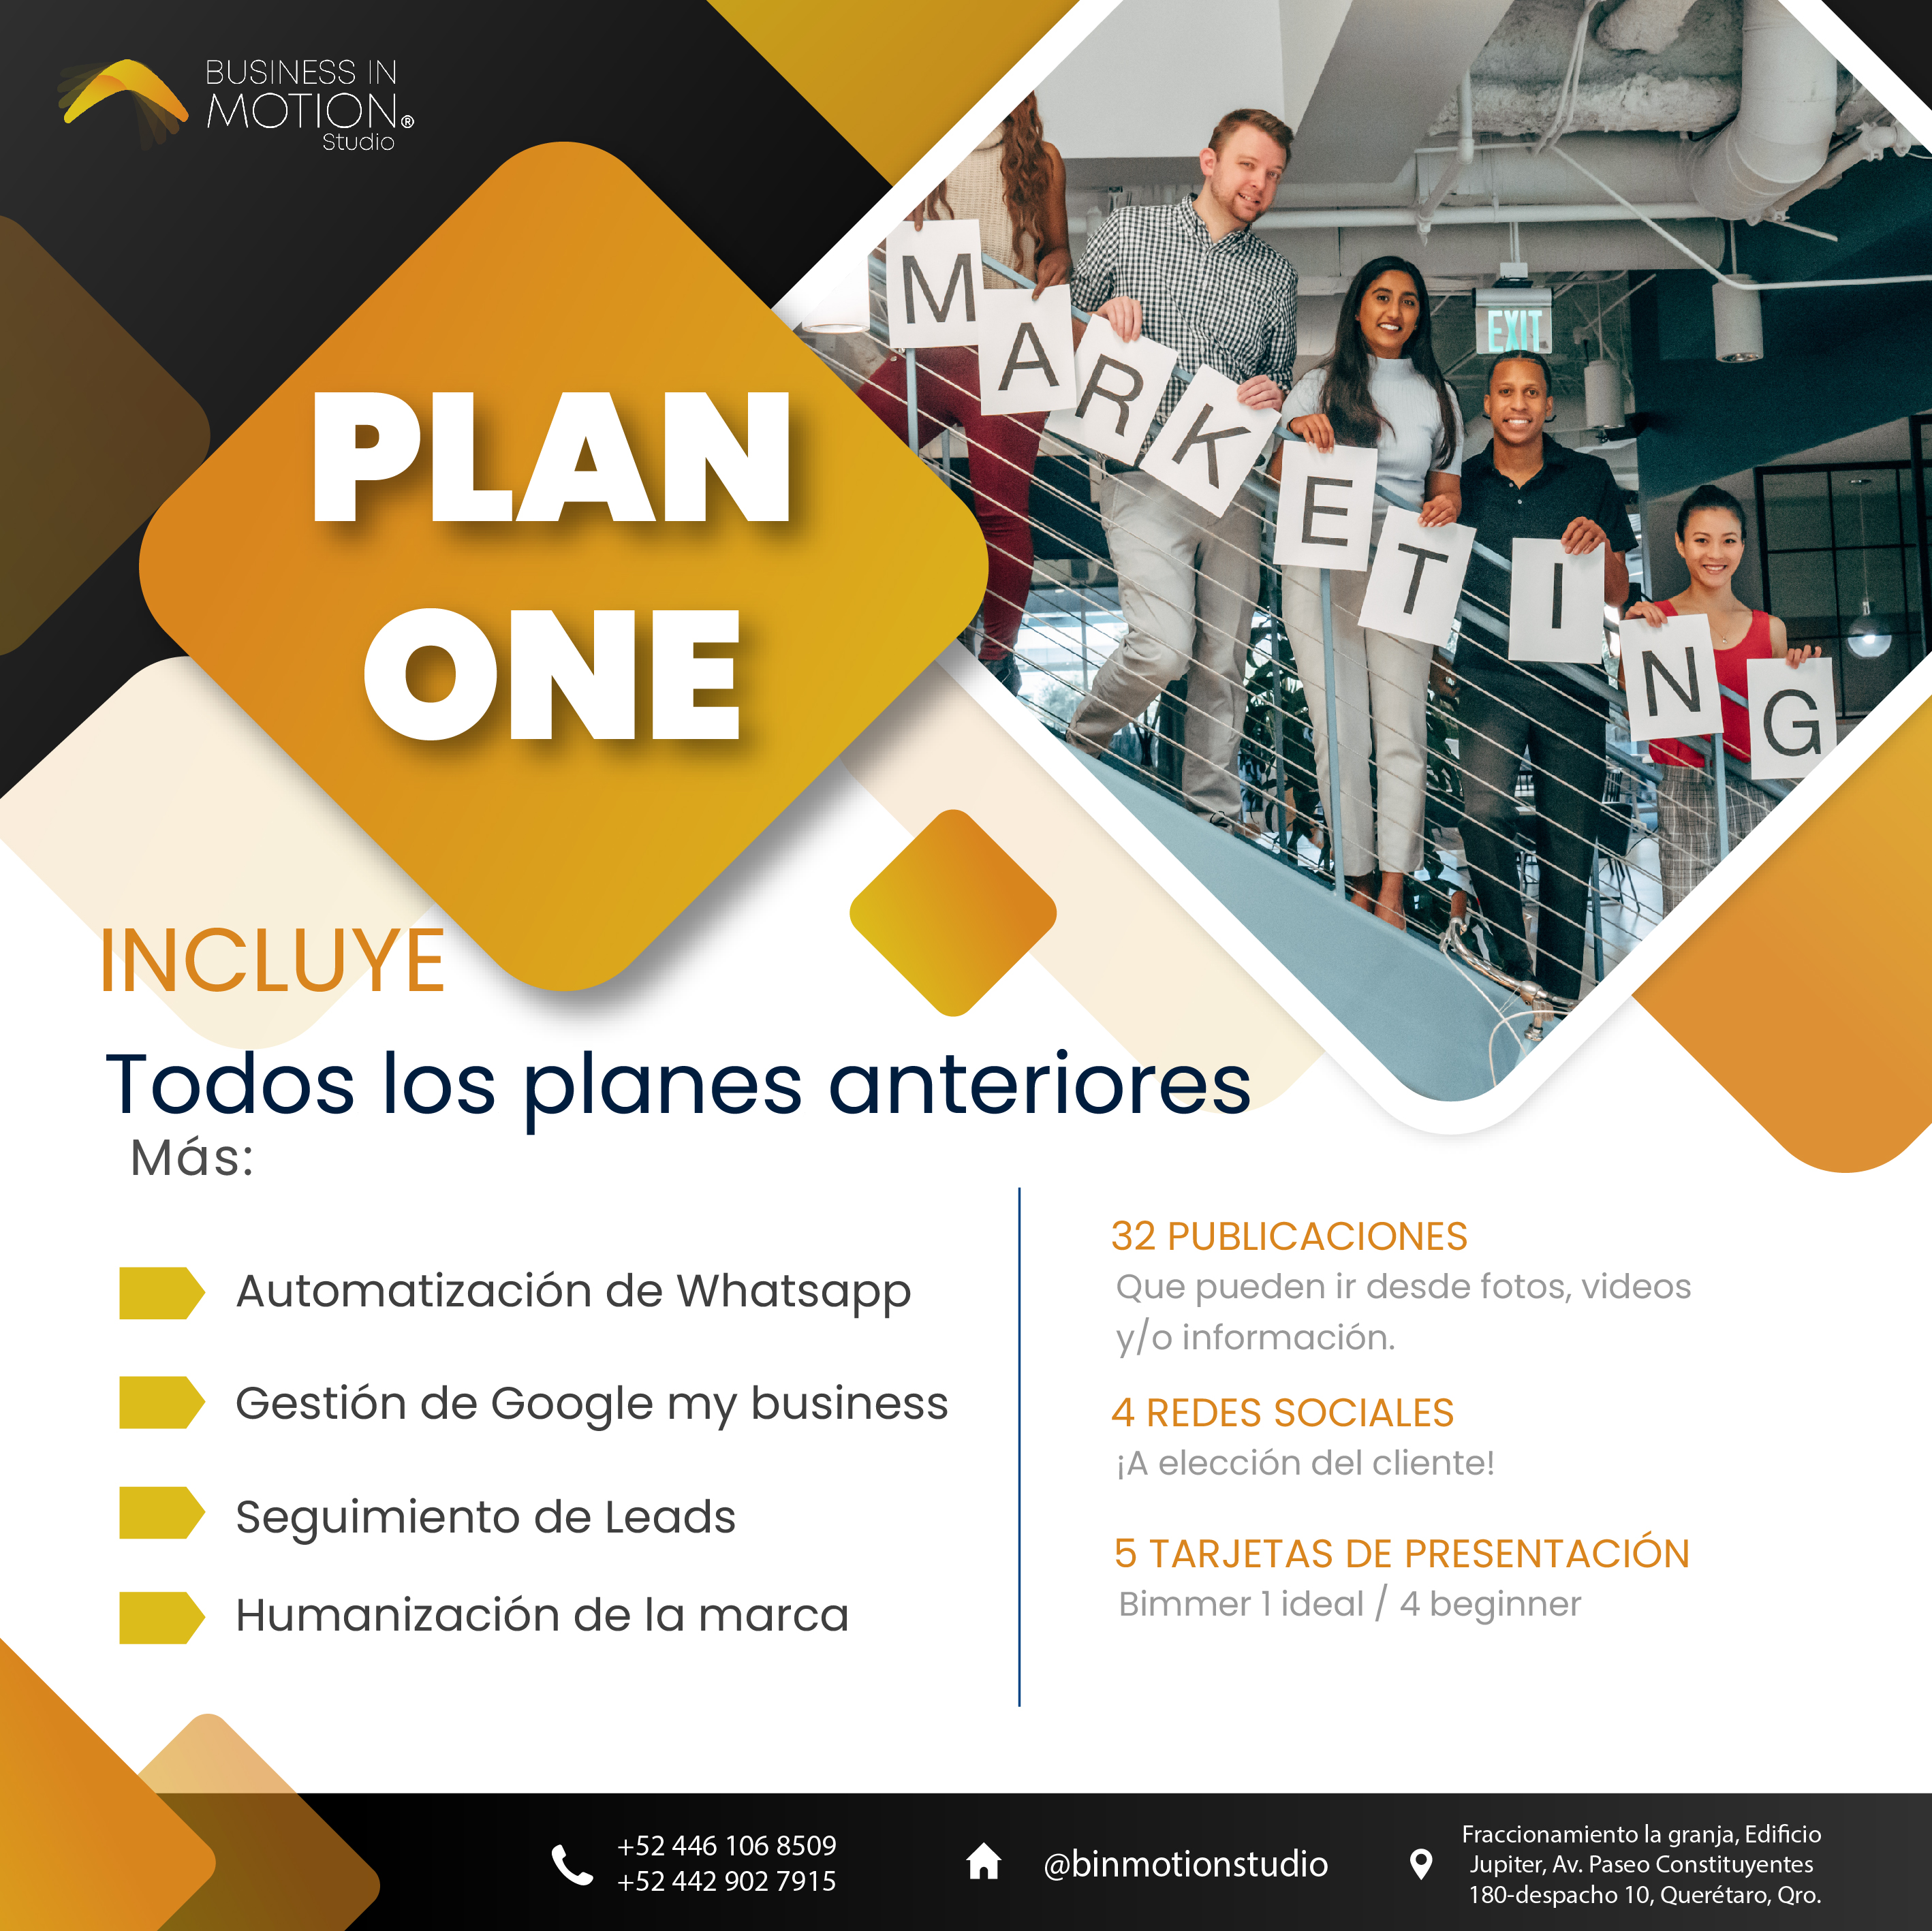 BUSINESS IN
MOTION®
Studio
PLAN
ONE
M
A
R
K
E
T
I
N
G
EXIT
INCLUYE
Todos los planes anteriores
Más:
Automatización de Whatsapp
Gestión de Google my business
Seguimiento de Leads
Humanización de la marca
32 PUBLICACIONES
Que pueden ir desde fotos, videos
y/o información.
4 REDES SOCIALES
¡A elección del cliente!
5 TARJETAS DE PRESENTACIÓN
Bimmer 1 ideal / 4 beginner
+52 446 106 8509
+52 442 902 7915
@binmotionstudio
Fraccionamiento la granja, Edificio
Jupiter, Av. Paseo Constituyentes
180-despacho 10, Querétaro, Qro.